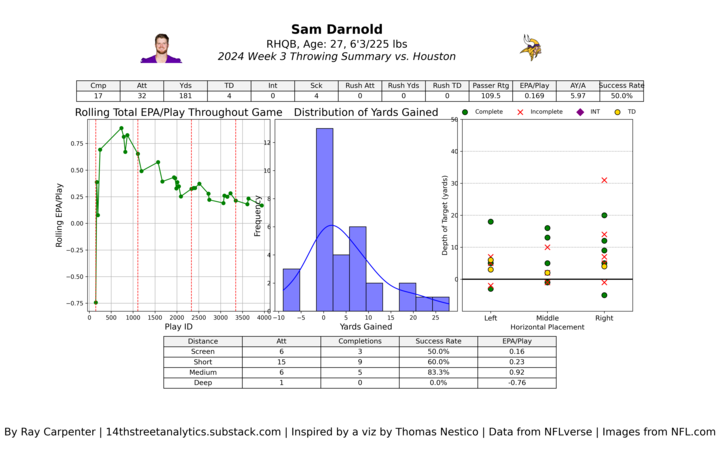 Sam Darnold
RHQB, Age: 27, 6'3/225 lbs
2024 Week 3 Throwing Summary vs. Houston
Cmp Att Yds TD Int Sck Rush Att Rush Yds Rush TD Passer Rtg EPA/Play AY/A Success Rate
17 32 181 4 0 4 0 0 0 109.5 0.169 5.97 50.0%
Rolling Total EPA/Play Throughout Game
Rolling EPA/Play
0.75
0.50
0.25
0.00
−0.25
−0.50
−0.75
0 500 1000 1500 2000 2500 3000 3500 4000
Play ID
Distribution of Yards Gained
Frequency
12
10
8
6
4
2
0
−10 −5 0 5 10 15 20 25
Yards Gained
Complete Incomplete INT TD
Depth of Target (yards)
50
40
30
20
10
0
Left Middle Right
Horizontal Placement
Distance Att Completions Success Rate EPA/Play
Screen 6 3 50.0% 0.16
Short 15 9 60.0% 0.23
Medium 6 5 83.3% 0.92
Deep 1 0 0.0% -0.76
By Ray Carpenter | 14thstreetanalytics.substack.com | Inspired by a viz by Thomas Nestico | Data from NFLverse | Images from NFL.com